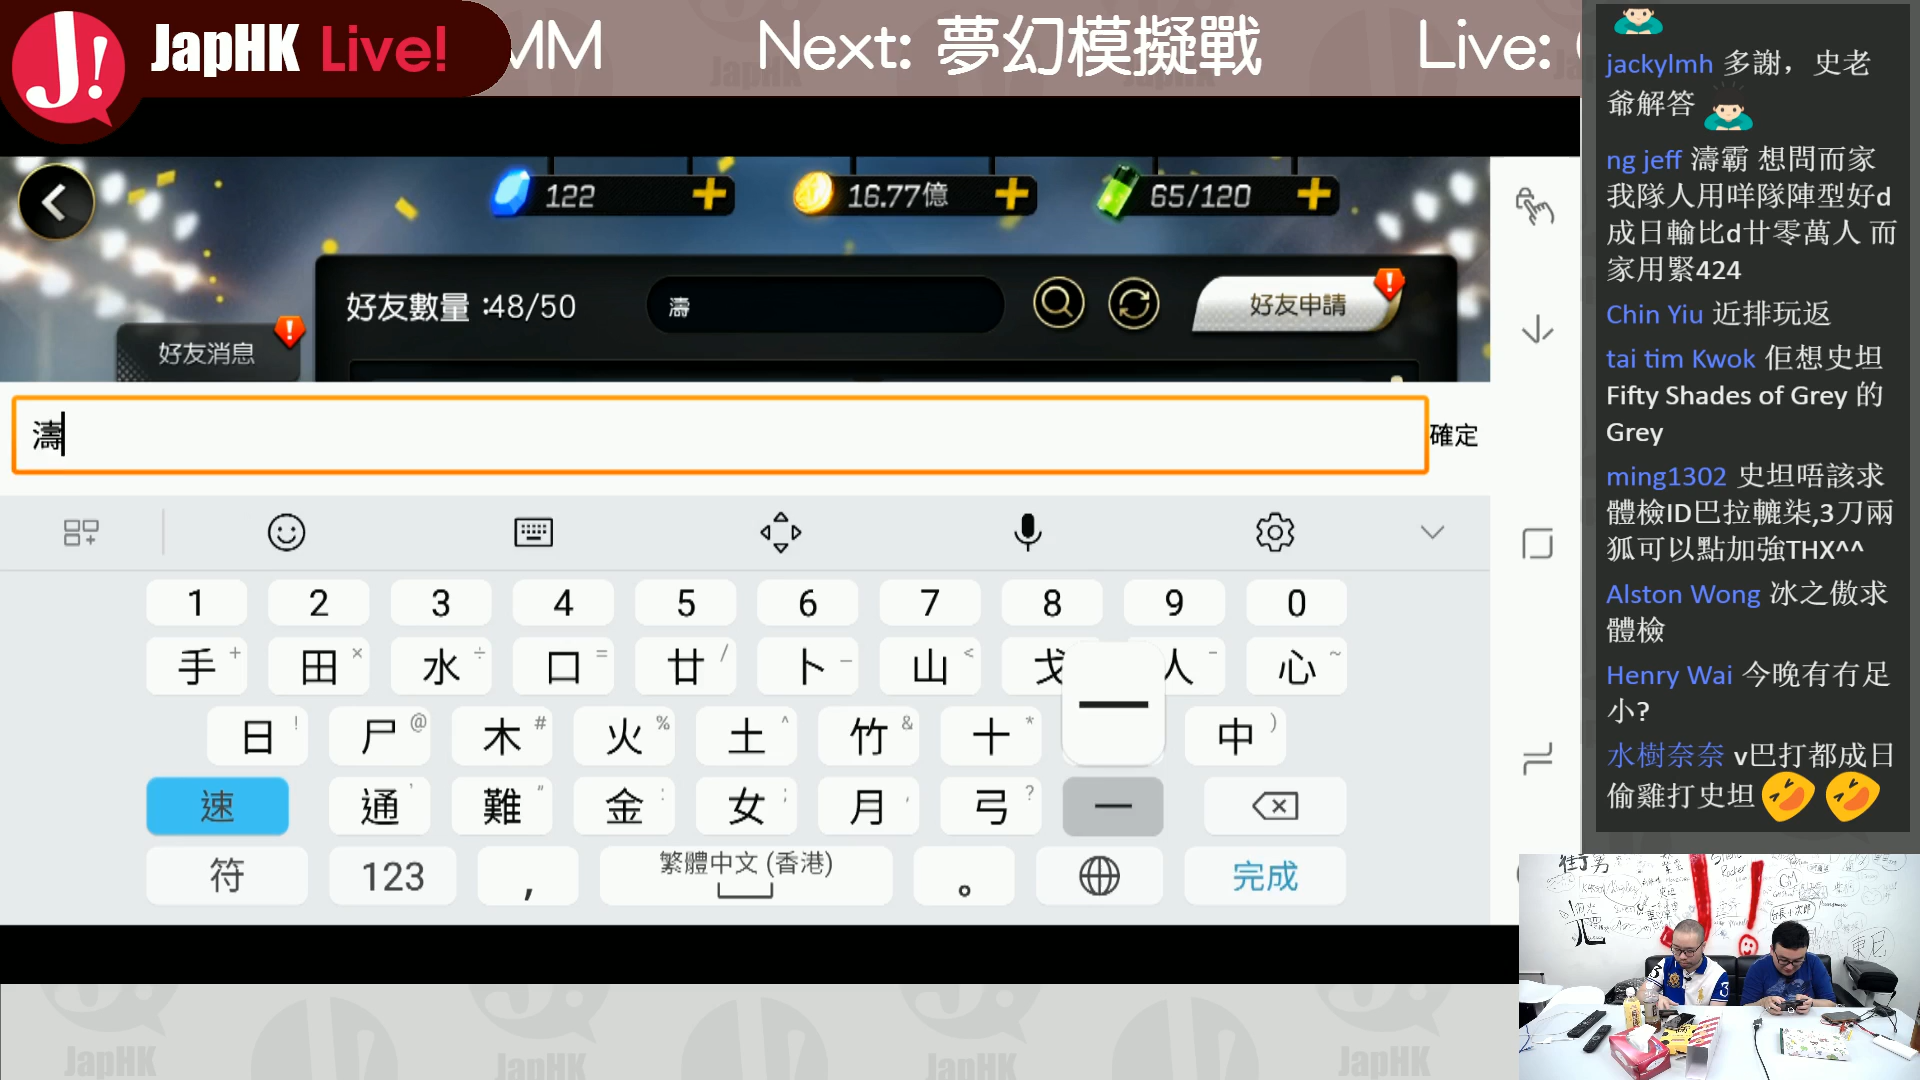 JapHK Live!
MM
Next: 夢幻模擬戰
Live:
122
16.77億
65/120
好友數量 :48/50
濤
好友申請
好友消息
濤
確定
1 2 3 4 5 6 7 8 9 0
手 + 田 × 水 ÷ 口 = 廿 / 卜 − 山 < 戈 人 - 心 ~
日 ! 尸 @ 木 # 火 % 土 ^ 竹 & 十 * 一 中 )
速 通 ' 難 " 金 : 女 ; 月 , 弓 ? 一
符 123 , 繁體中文 (香港) 。 完成
jackylmh 多謝，史老
爺解答
ng jeff 濤霸 想問而家
我隊人用咩隊陣型好d
成日輸比d廿零萬人 而
家用緊424
Chin Yiu 近排玩返
tai tim Kwok 佢想史坦
Fifty Shades of Grey 的
Grey
ming1302 史坦唔該求
體檢ID巴拉轆柒,3刀兩
狐可以點加強THX^^
Alston Wong 冰之傲求
體檢
Henry Wai 今晚有冇足
小?
水樹奈奈 v巴打都成日
偷雞打史坦
JapHK
JapHK
JapHK
JapHK